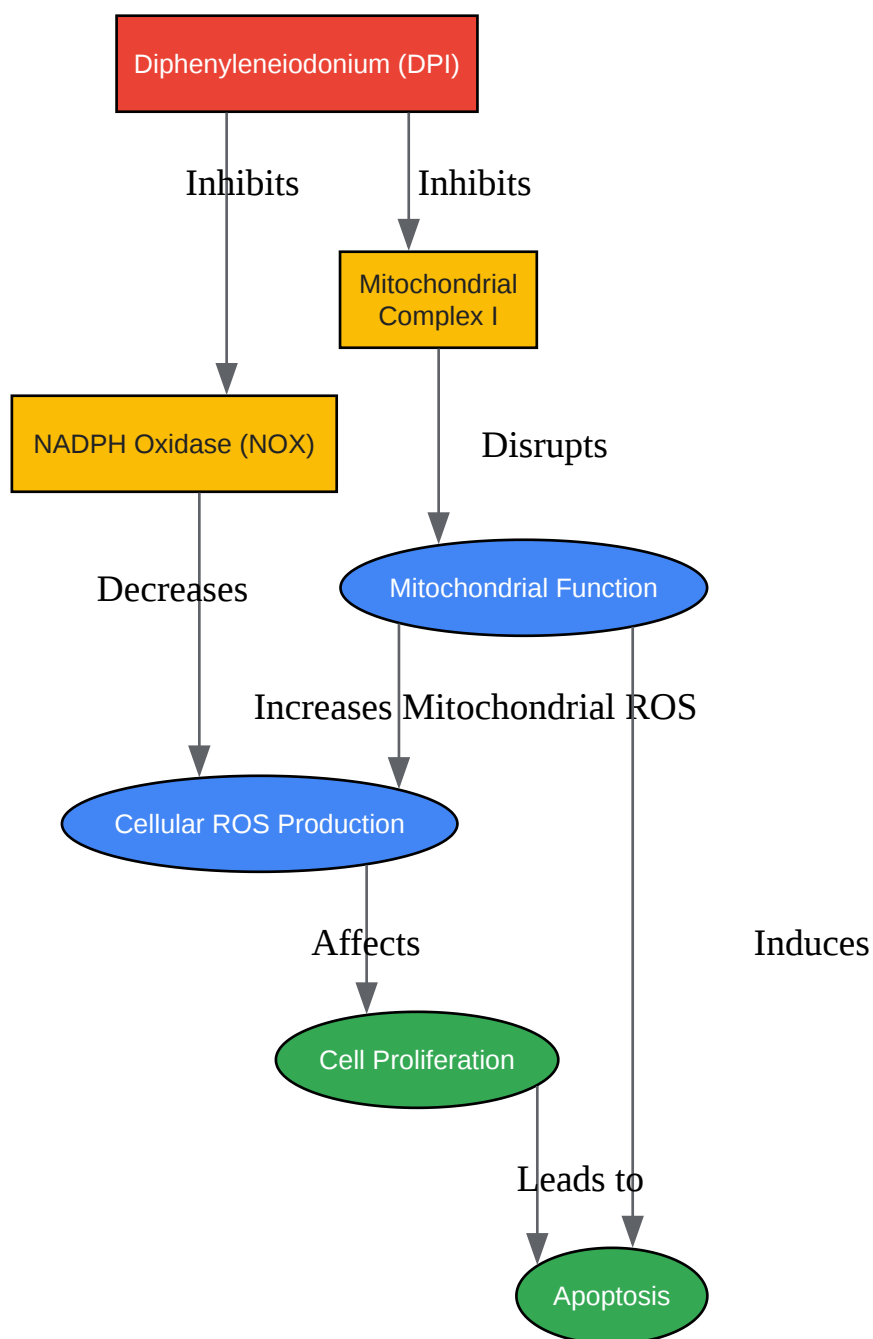 Diphenyleneiodonium (DPI)
Inhibits
Inhibits
Mitochondrial
Complex I
NADPH Oxidase (NOX)
Disrupts
Decreases
Mitochondrial Function
Increases Mitochondrial ROS
Cellular ROS Production
Affects
Induces
Cell Proliferation
Leads to
Apoptosis